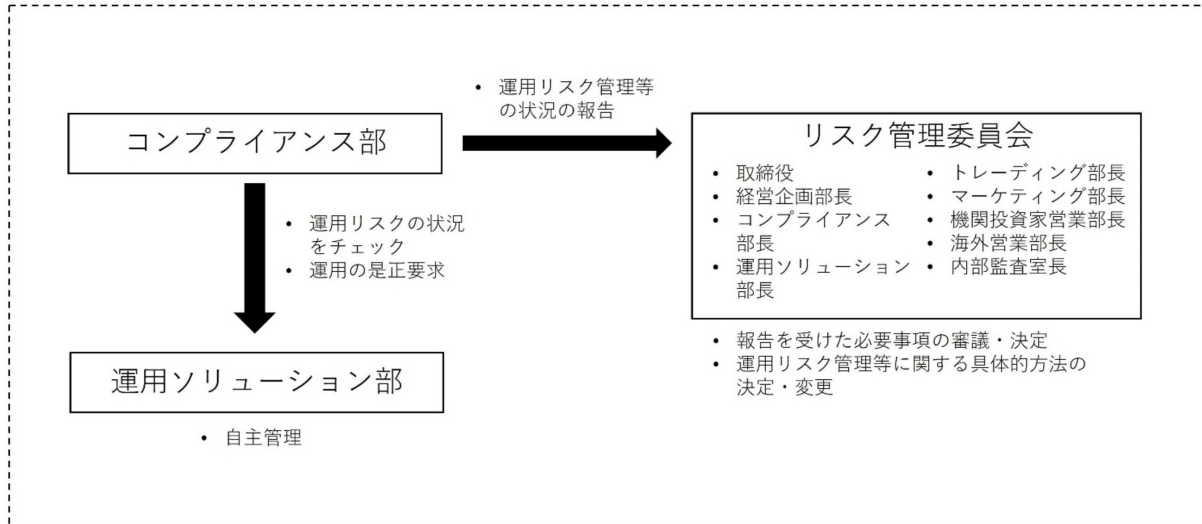 • 運用リスク管理等
の状況の報告
コンプライアンス部
• 運用リスクの状況
をチェック
• 運用の是正要求
運用ソリューション部
• 自主管理
リスク管理委員会
• 取締役
• 経営企画部長
• コンプライアンス
部長
• 運用ソリューション
部長
• トレーディング部長
• マーケティング部長
• 機関投資家営業部長
• 海外営業部長
• 内部監査室長
• 報告を受けた必要事項の審議・決定
• 運用リスク管理等に関する具体的方法の
決定・変更